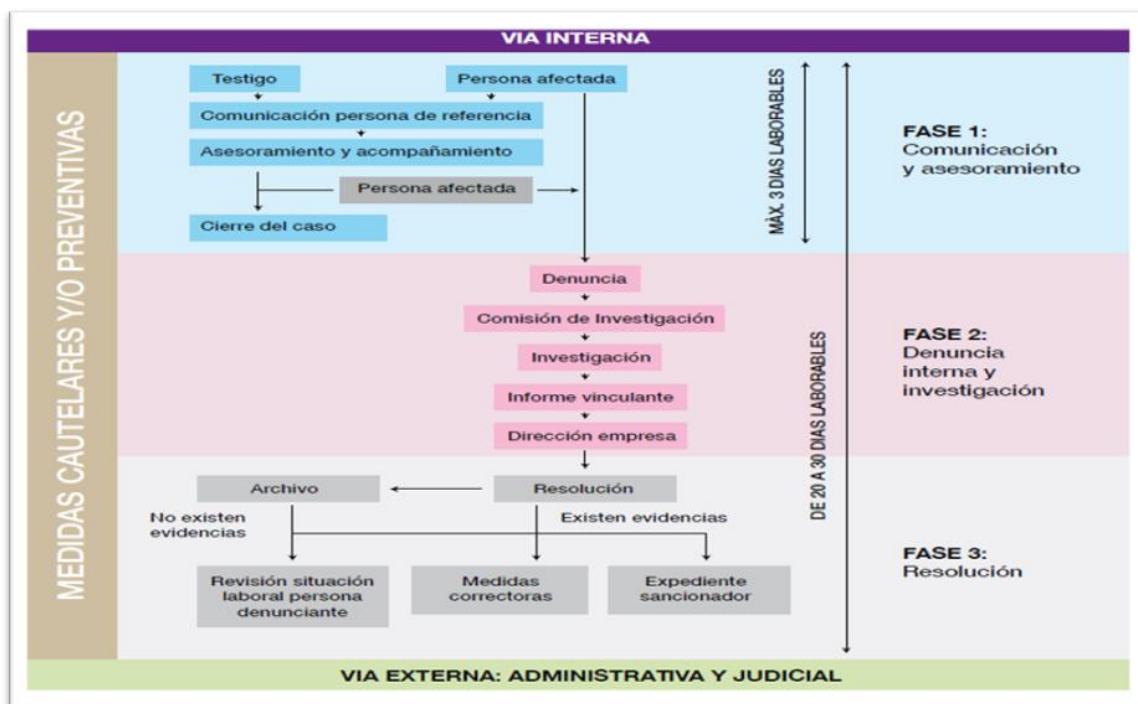 VIA INTERNA
MEDIDAS CAUTELARES Y/O PREVENTIVAS
Testigo
Persona afectada
Comunicación persona de referencia
Asesoramiento y acompañamiento
Persona afectada
Cierre del caso
MÀX. 3 DIAS LABORABLES
FASE 1:
Comunicación
y asesoramiento
Denuncia
Comisión de Investigación
Investigación
Informe vinculante
Dirección empresa
DE 20 A 30 DIAS LABORABLES
FASE 2:
Denuncia
interna y
investigación
Archivo
Resolución
No existen
evidencias
Existen evidencias
Revisión situación
laboral persona
denunciante
Medidas
correctoras
Expediente
sancionador
FASE 3:
Resolución
VIA EXTERNA: ADMINISTRATIVA Y JUDICIAL